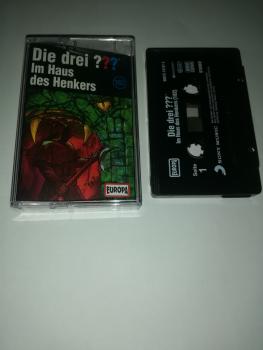 Die drei ???
Im Haus
des Henkers
EUROPA
Die drei ???
Im Haus des Henkers
EUROPA
Seite
1
SONY MUSIC